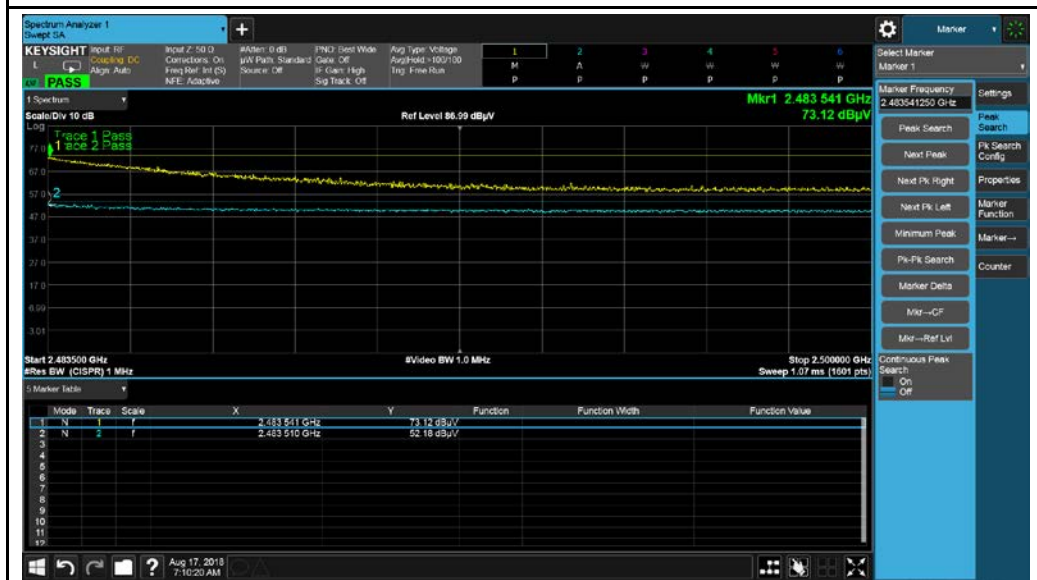 Spectrum Analyzer 1
Swept SA
+
Marker
KEYSIGHT
L
PASS
Input: RF
Coupling: DC
Align: Auto
Input Z: 50 Ω
Corrections: On
Freq Ref: Int (S)
NFE: Adaptive
#Atten: 0 dB
µW Path: Standard
Source: Off
PNO: Best Wide
Gate: Off
IF Gain: High
Sig Track: Off
Avg Type: Voltage
Avg|Hold:>100/100
Trig: Free Run
1 2 3 4 5 6
M A W W W W
P P P P P P
Select Marker
Marker 1
1 Spectrum
Scale/Div 10 dB
Log
Ref Level 86.99 dBµV
Mkr1 2.483 541 GHz
73.12 dBµV
Trace 1 Pass
Trace 2 Pass
1
2
77.0
67.0
57.0
47.0
37.0
27.0
17.0
6.99
3.01
Start 2.483500 GHz
#Res BW (CISPR) 1 MHz
#Video BW 1.0 MHz
Stop 2.500000 GHz
Sweep 1.07 ms (1601 pts)
Marker Frequency
2.483541250 GHz
Peak Search
Next Peak
Next Pk Right
Next Pk Left
Minimum Peak
Pk-Pk Search
Marker Delta
Mkr→CF
Mkr→Ref Lvl
Continuous Peak
Search
On
Off
Settings
Peak
Search
Pk Search
Config
Properties
Marker
Function
Marker→
Counter
5 Marker Table
Mode Trace Scale X Y Function Function Width Function Value
1 N 1 f 2.483 541 GHz 73.12 dBµV
2 N 2 f 2.483 510 GHz 52.18 dBµV
3
4
5
6
7
8
9
10
11
12
?
Aug 17, 2018
7:10:20 AM